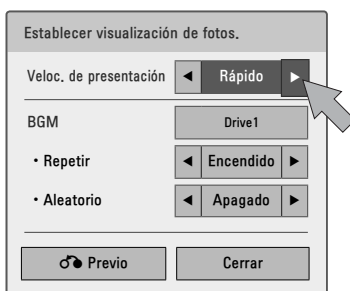 Establecer visualización de fotos.
Veloc. de presentación ◀ Rápido ▶
BGM Drive1
• Repetir ◀ Encendido ▶
• Aleatorio ◀ Apagado ▶
Previo Cerrar